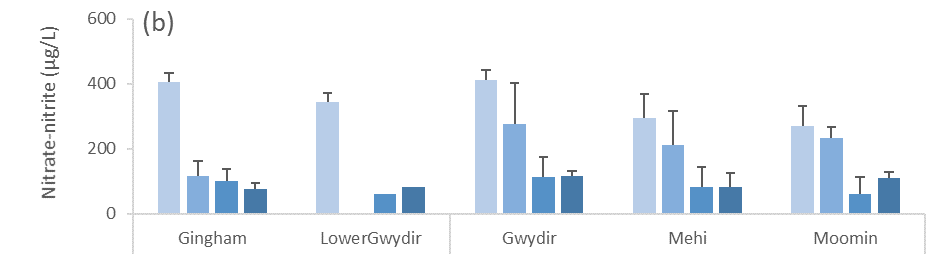 (b)
Nitrate-nitrite (µg/L)
600
400
200
0
Gingham LowerGwydir Gwydir Mehi Moomin